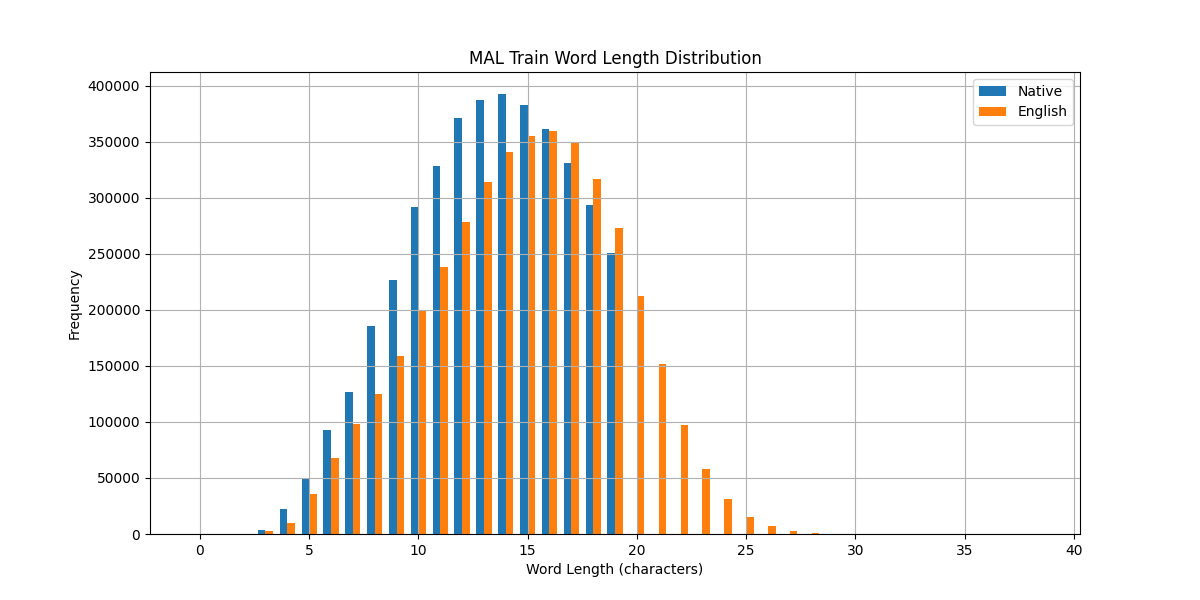 MAL Train Word Length Distribution
400000
350000
300000
250000
200000
150000
100000
50000
0
Frequency
Native
English
0 5 10 15 20 25 30 35 40
Word Length (characters)